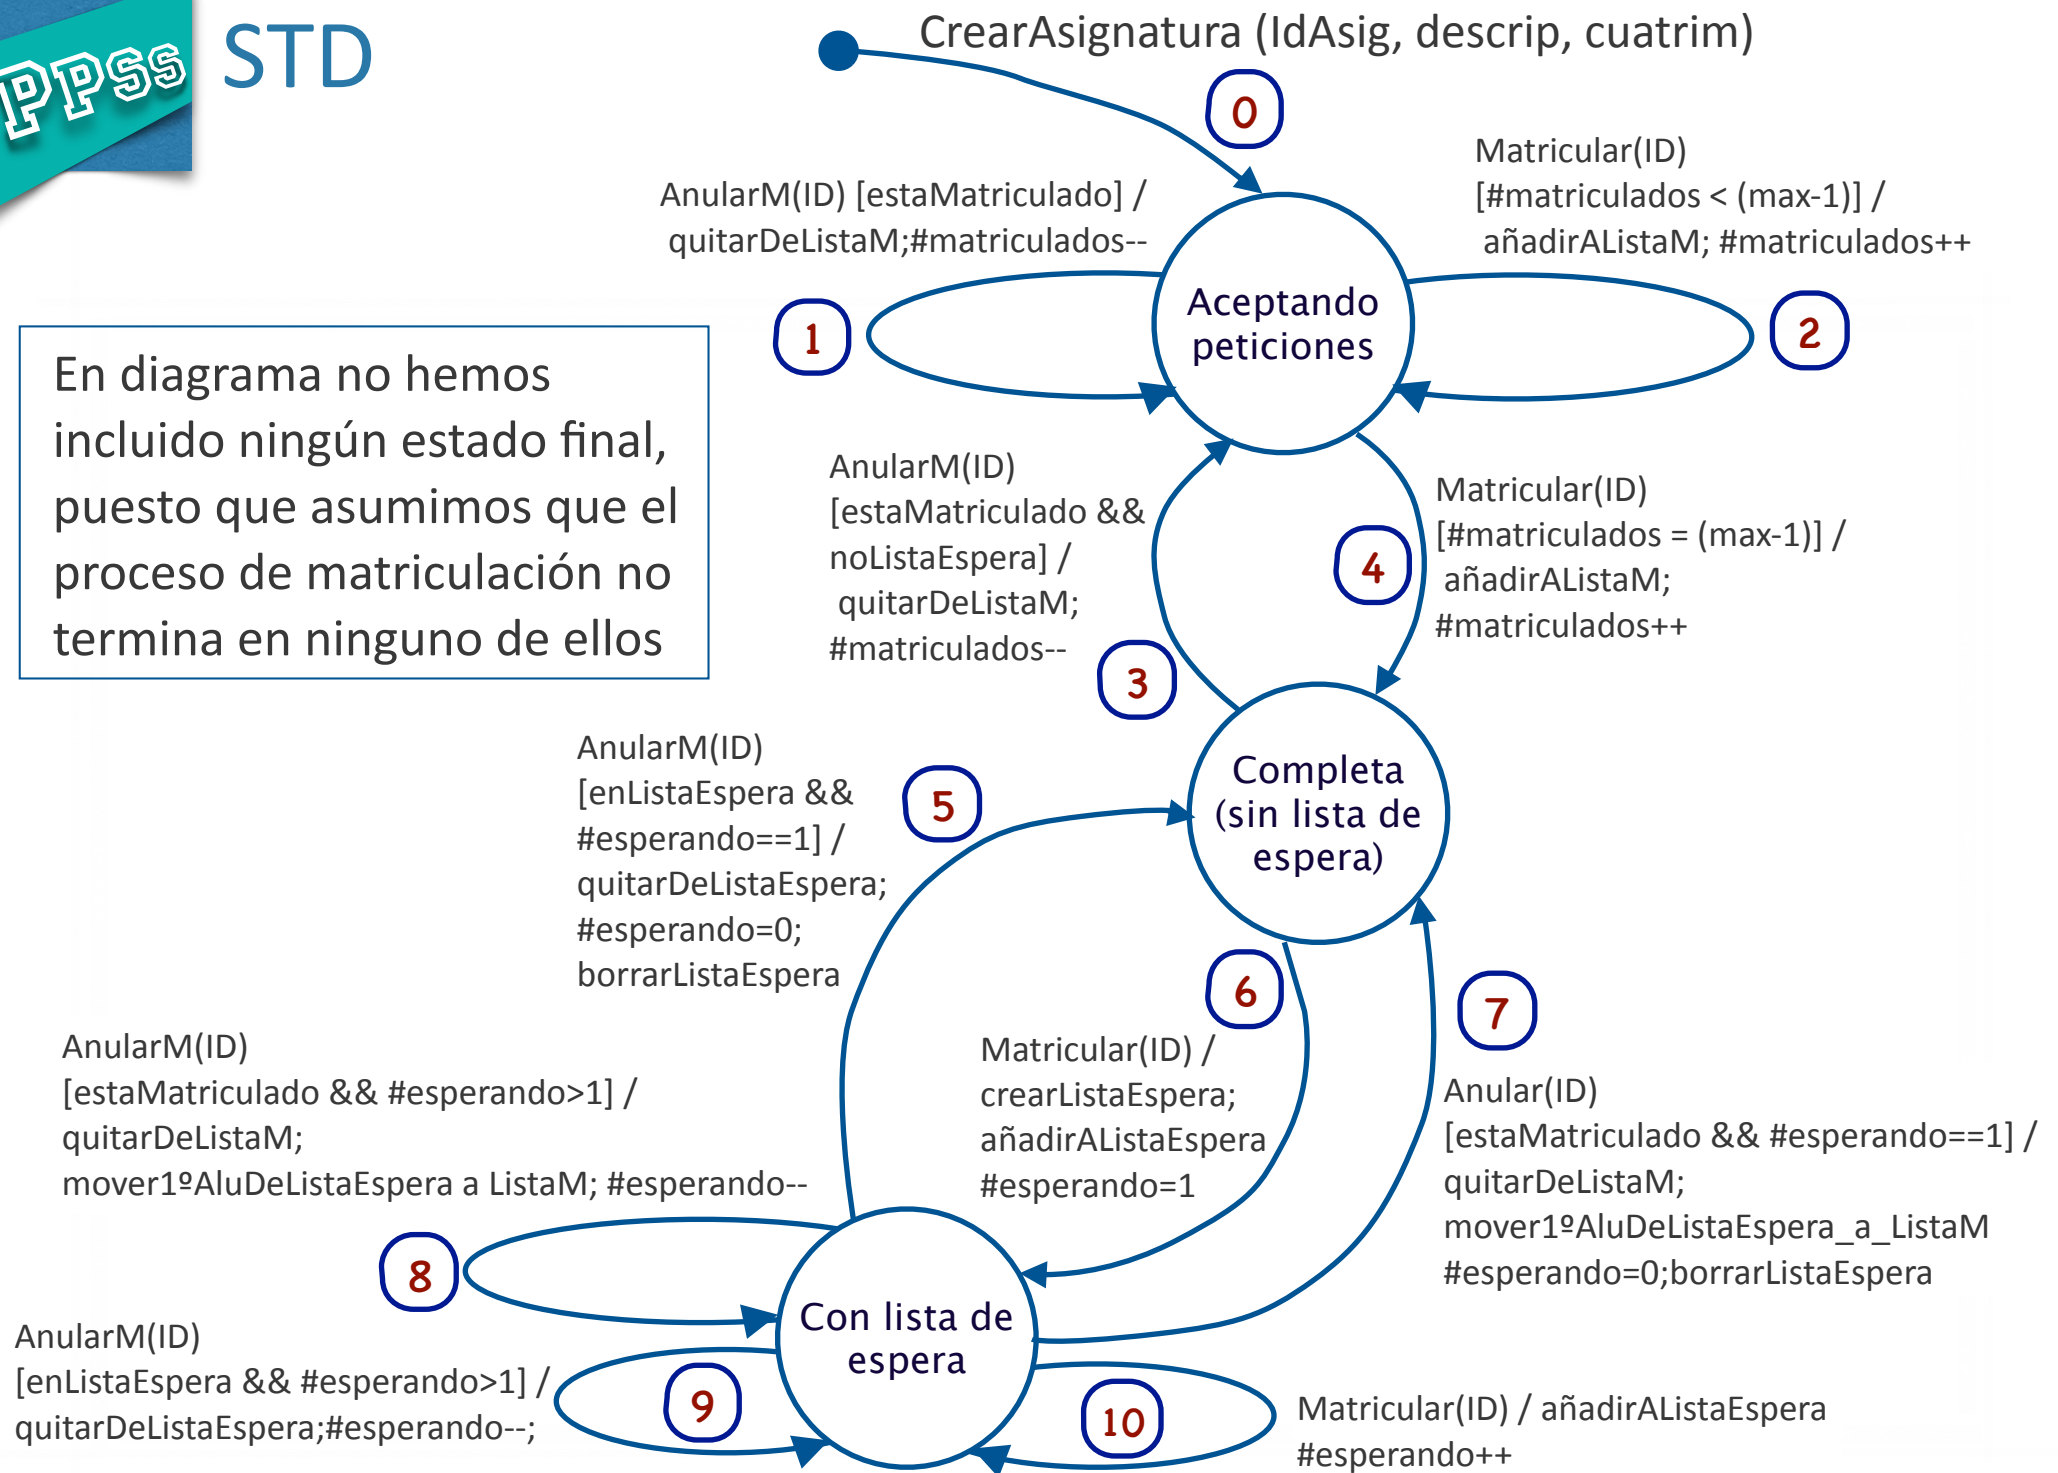 PPSS
STD
CrearAsignatura (IdAsig, descrip, cuatrim)
0
AnularM(ID) [estaMatriculado] /
quitarDeListaM;#matriculados--
Matricular(ID)
[#matriculados < (max-1)] /
añadirAListaM; #matriculados++
1
Aceptando
peticiones
2
En diagrama no hemos
incluido ningún estado final,
puesto que asumimos que el
proceso de matriculación no
termina en ninguno de ellos
AnularM(ID)
[estaMatriculado &&
noListaEspera] /
quitarDeListaM;
#matriculados--
3
4
Matricular(ID)
[#matriculados = (max-1)] /
añadirAListaM;
#matriculados++
AnularM(ID)
[enListaEspera &&
#esperando==1] /
quitarDeListaEspera;
#esperando=0;
borrarListaEspera
5
Completa
(sin lista de
espera)
6
7
Matricular(ID) /
crearListaEspera;
añadirAListaEspera
#esperando=1
Anular(ID)
[estaMatriculado && #esperando==1] /
quitarDeListaM;
mover1ºAluDeListaEspera_a_ListaM
#esperando=0;borrarListaEspera
AnularM(ID)
[estaMatriculado && #esperando>1] /
quitarDeListaM;
mover1ºAluDeListaEspera a ListaM; #esperando--
8
Con lista de
espera
AnularM(ID)
[enListaEspera && #esperando>1] /
quitarDeListaEspera;#esperando--;
9
10
Matricular(ID) / añadirAListaEspera
#esperando++